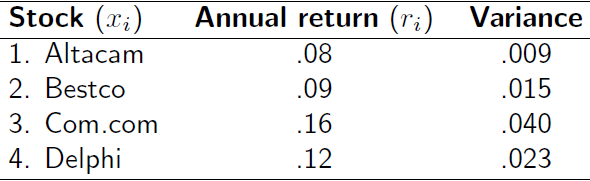 Stock (xᵢ) Annual return (rᵢ) Variance
1. Altacam .08 .009
2. Bestco .09 .015
3. Com.com .16 .040
4. Delphi .12 .023